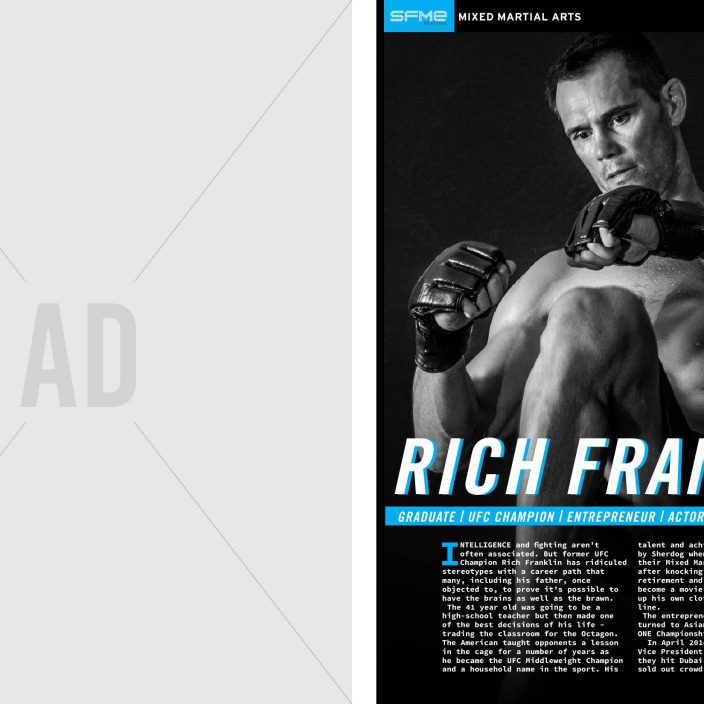 AD
SFME
FEATURE
MIXED MARTIAL ARTS
RICH FRAN
GRADUATE | UFC CHAMPION | ENTREPRENEUR | ACTOR
INTELLIGENCE and fighting aren't
often associated. But former UFC
Champion Rich Franklin has ridiculed
stereotypes with a career path that
many, including his father, once
objected to, to prove it's possible to
have the brains as well as the brawn.
The 41 year old was going to be a
high-school teacher but then made one
of the best decisions of his life –
trading the classroom for the Octagon.
The American taught opponents a lesson
in the cage for a number of years as
he became the UFC Middleweight Champion
and a household name in the sport. His
talent and achi
by Sherdog when
their Mixed Mar
after knocking
retirement and
become a movie
up his own clo
line.
The entrepren
turned to Asian
ONE Championsh
In April 2014
Vice President
they hit Dubai
sold out crowd